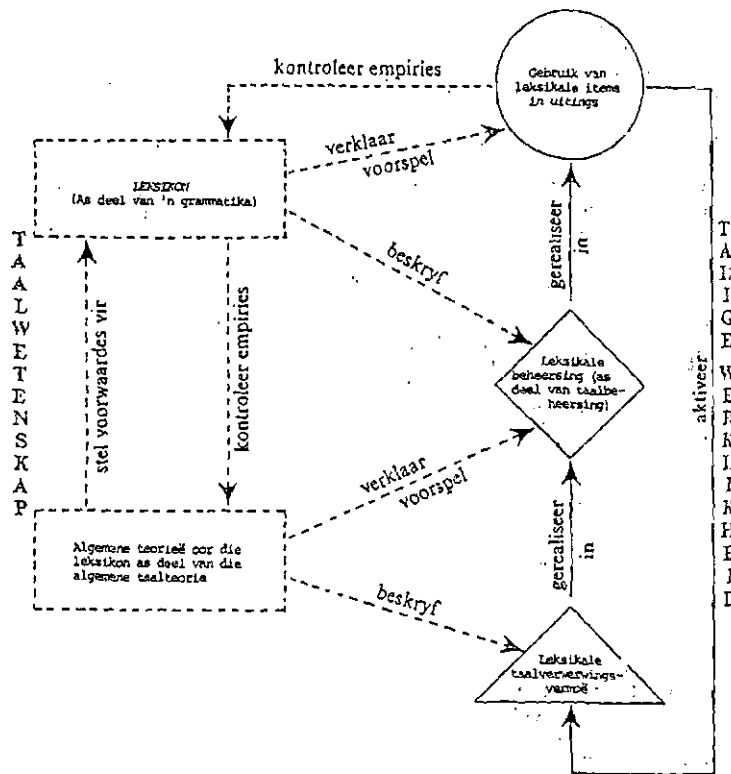 kontroleer empiries
Gebruik van
leksikale items
in uitings
verklaar
voorspel
LEKSIKON
(As deel van 'n grammatika)
beskryf
gerealiseer
in
TAALWETENSKAP
stel voorwaardes vir
kontroleer empiries
Leksikale
beheersing (as
deel van taalbe-
heersing)
aktiveer
TALIGE WERKLIKHEID
verklaar
voorspel
gerealiseer
in
Algemene teorieë oor die
leksikon as deel van die
algemene taalteorie
beskryf
Leksikale
taalverwerwings-
vermoë